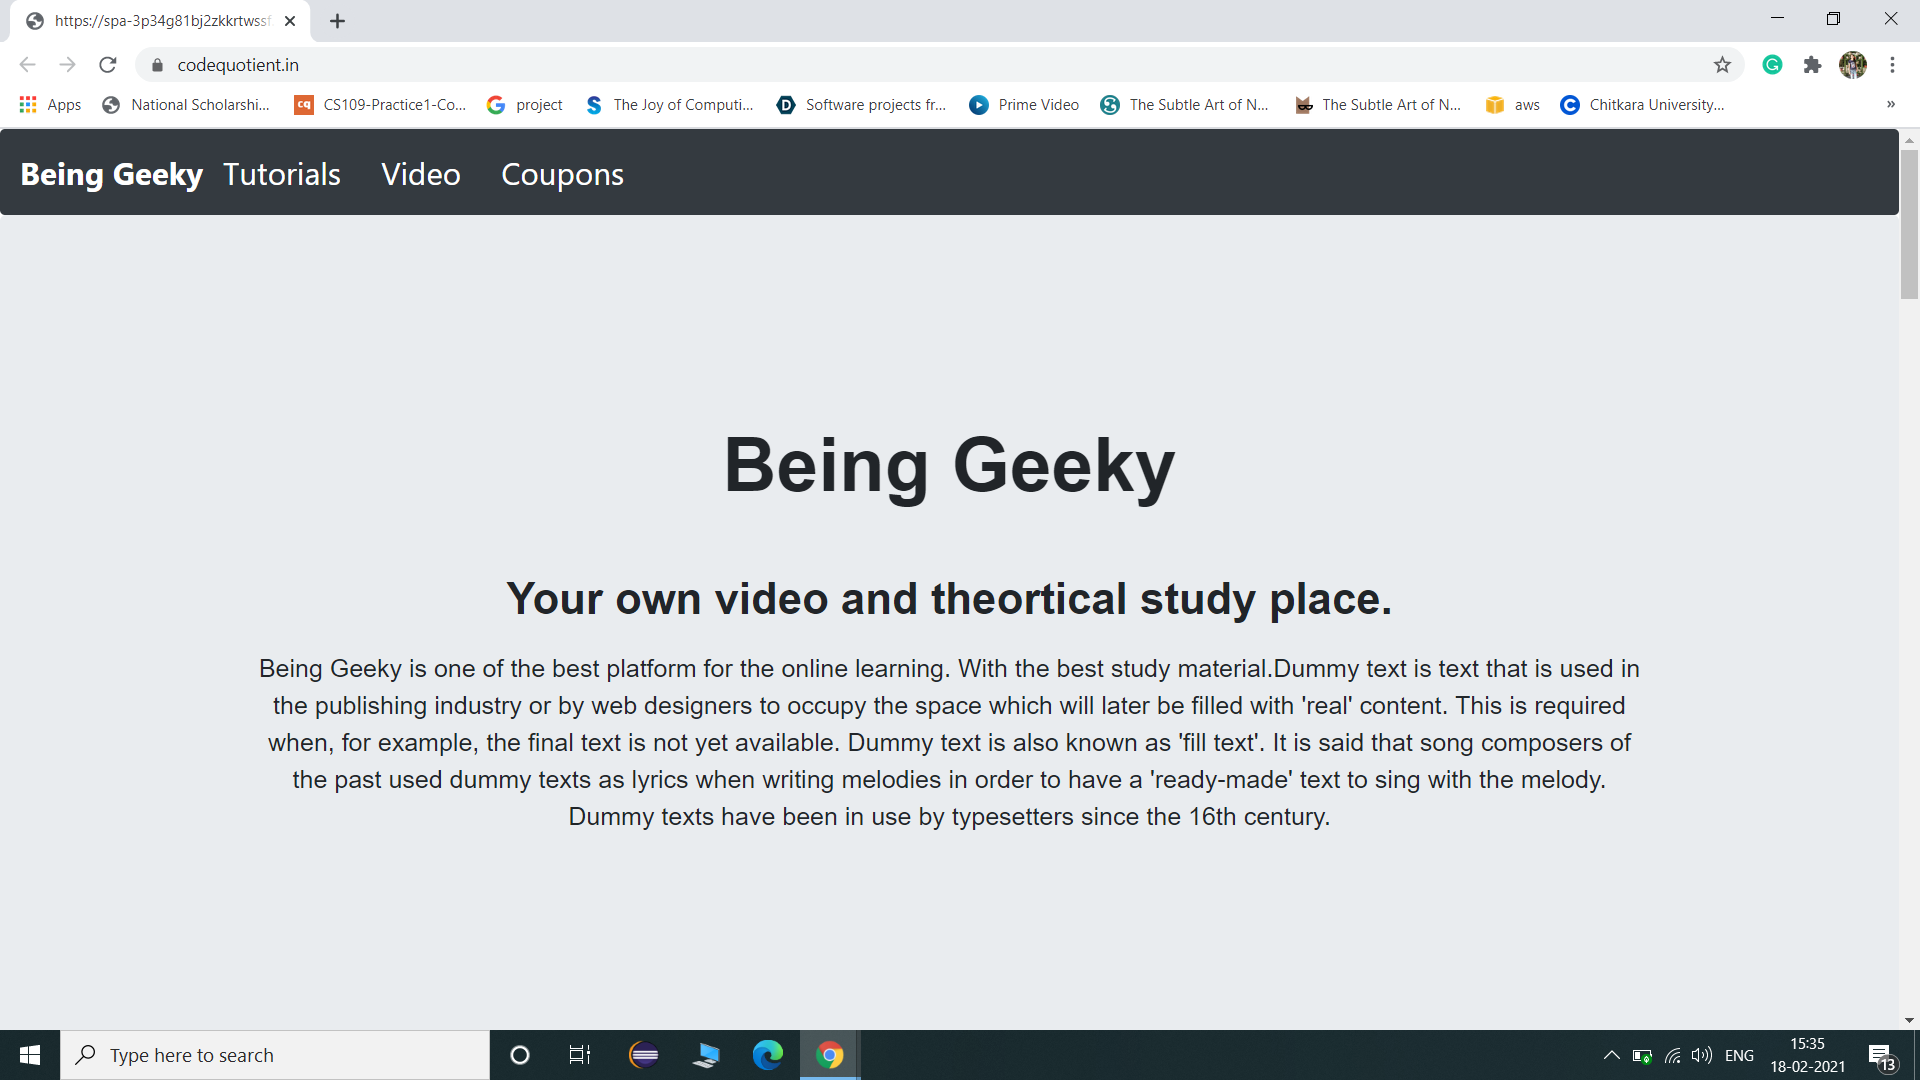 https://spa-3p34g81bj2zkkrtwssf
codequotient.in
Apps National Scholarshi... CS109-Practice1-Co... project The Joy of Computi... Software projects fr... Prime Video The Subtle Art of N... The Subtle Art of N... aws Chitkara University... »
Being Geeky Tutorials Video Coupons
Being Geeky
Your own video and theortical study place.
Being Geeky is one of the best platform for the online learning. With the best study material.Dummy text is text that is used in
the publishing industry or by web designers to occupy the space which will later be filled with 'real' content. This is required
when, for example, the final text is not yet available. Dummy text is also known as 'fill text'. It is said that song composers of
the past used dummy texts as lyrics when writing melodies in order to have a 'ready-made' text to sing with the melody.
Dummy texts have been in use by typesetters since the 16th century.
Type here to search
ENG
15:35
18-02-2021
13